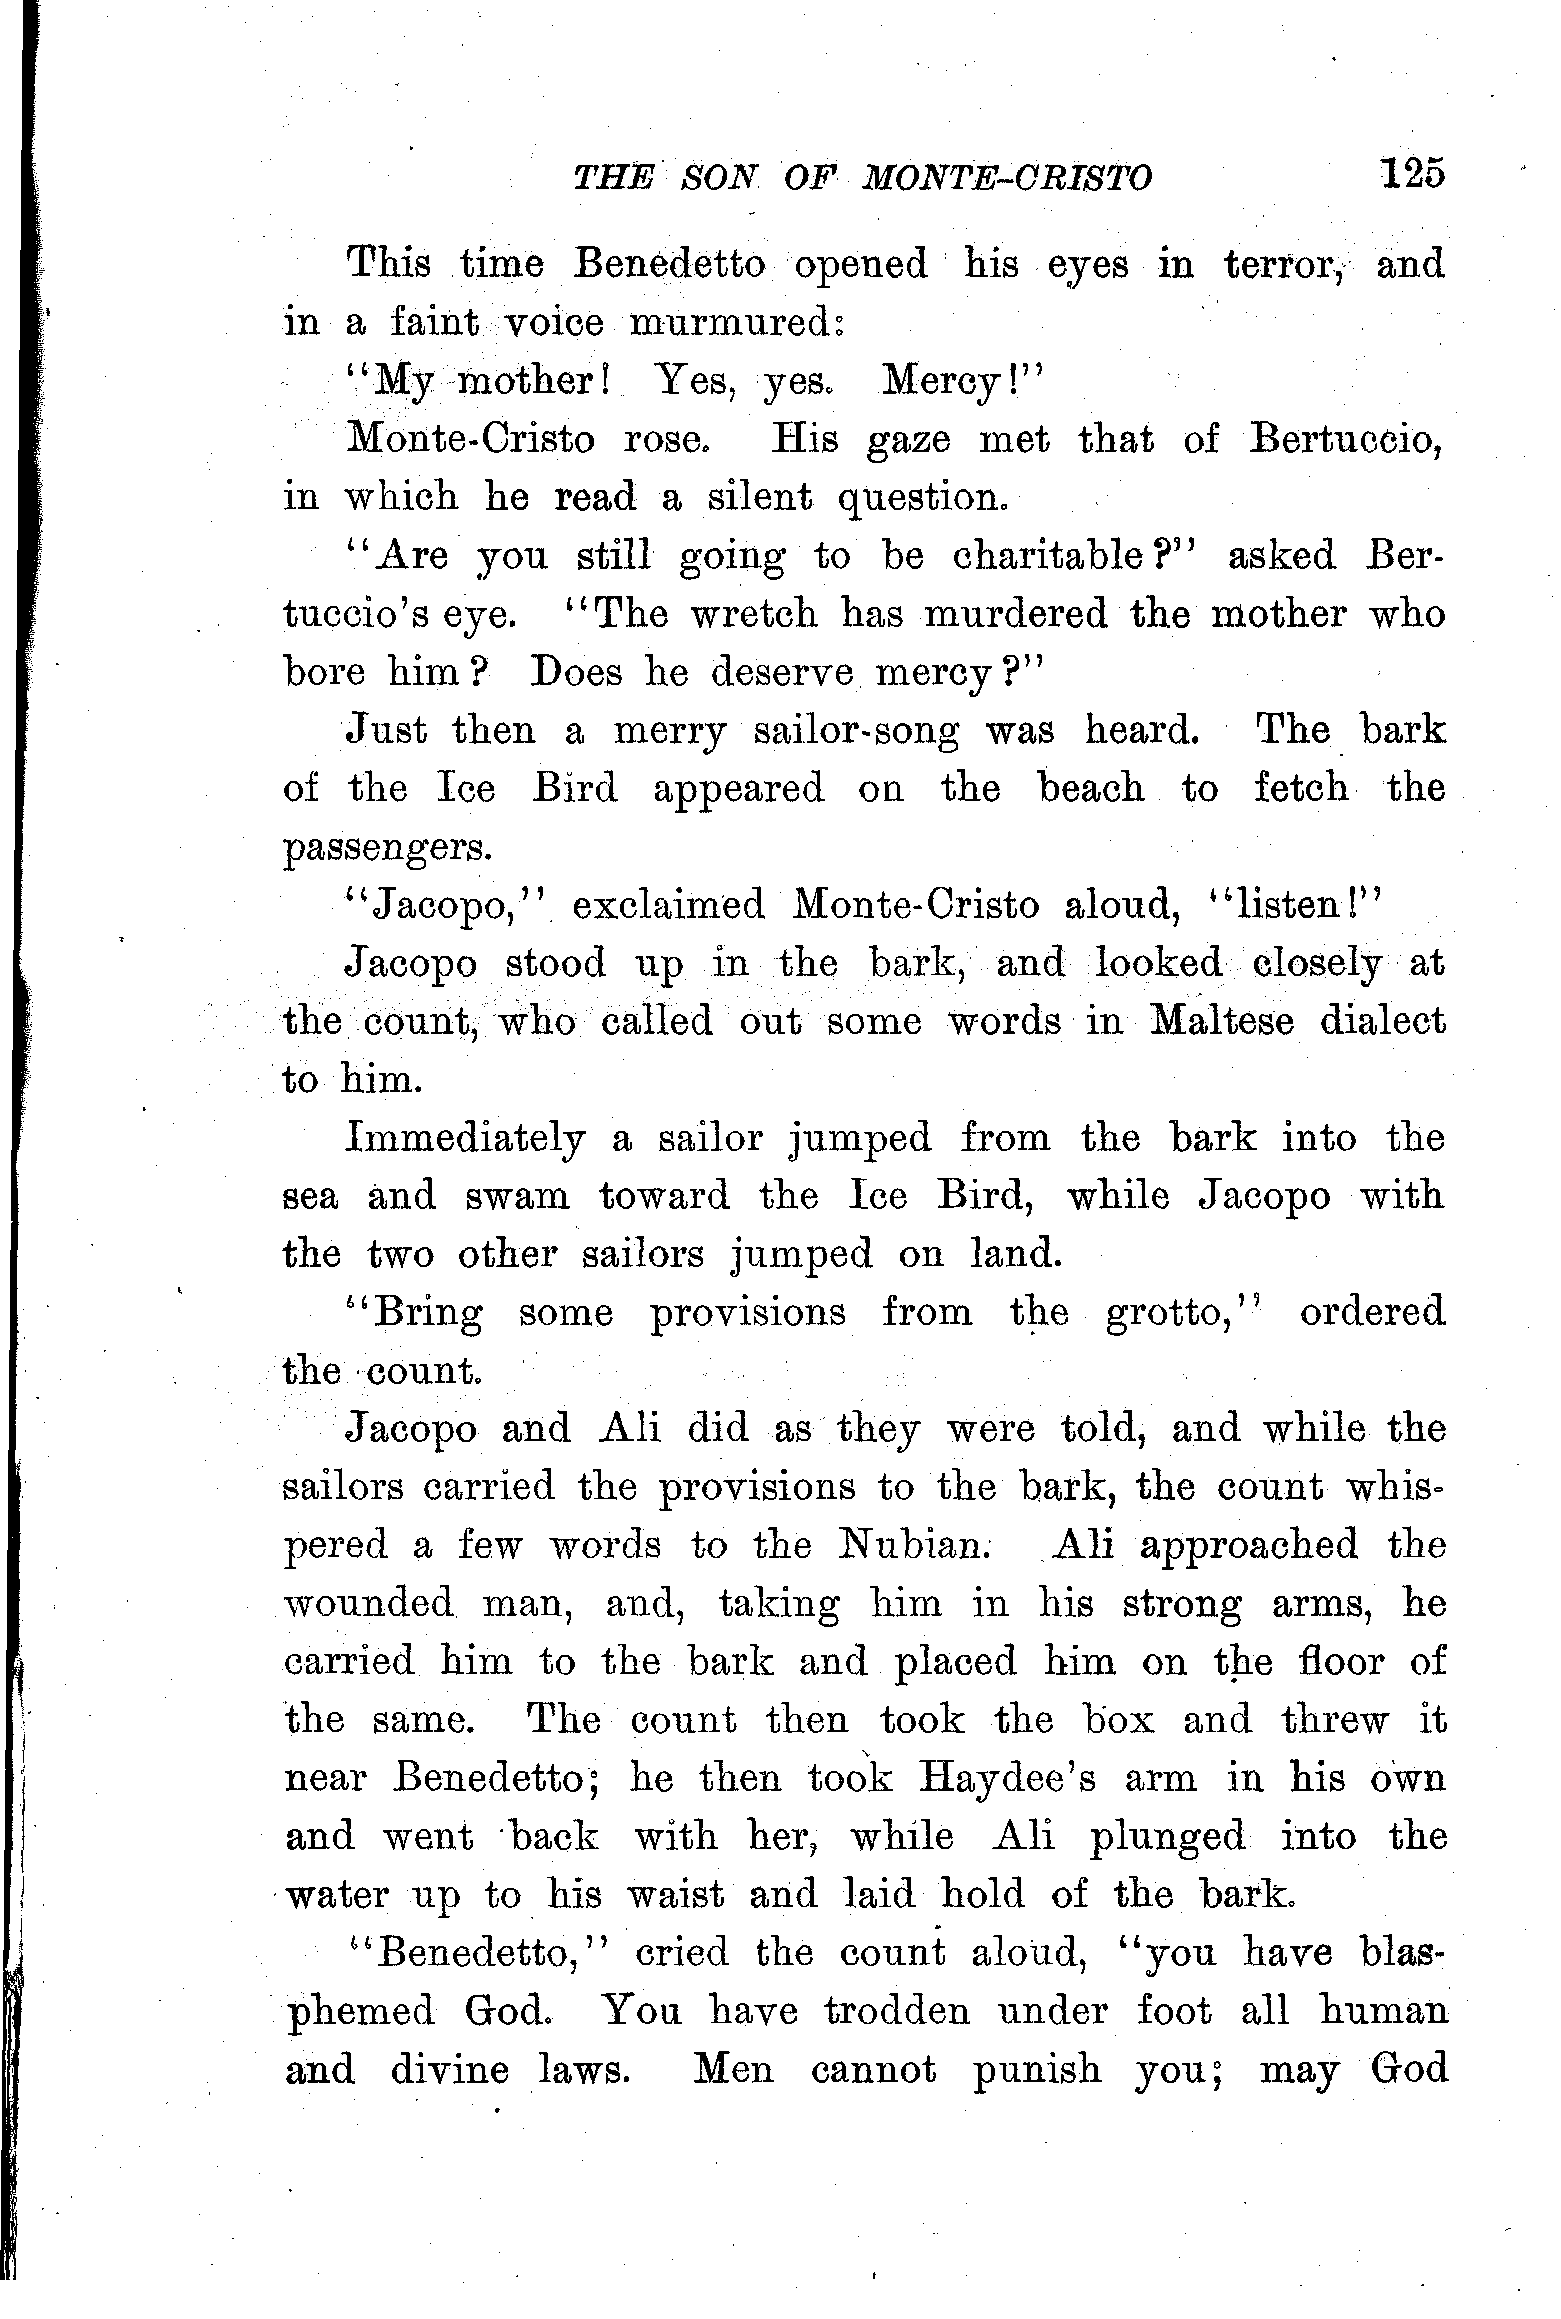 THE SON OF MONTE-CRISTO 125
This time Benedetto opened his eyes in terror, and
in a faint voice murmured:
"My mother! Yes, yes. Mercy!"
Monte-Cristo rose. His gaze met that of Bertuccio,
in which he read a silent question.
"Are you still going to be charitable?" asked Ber-
tuccio's eye. "The wretch has murdered the mother who
bore him? Does he deserve mercy?"
Just then a merry sailor-song was heard. The bark
of the Ice Bird appeared on the beach to fetch the
passengers.
"Jacopo," exclaimed Monte-Cristo aloud, "listen!"
Jacopo stood up in the bark, and looked closely at
the count, who called out some words in Maltese dialect
to him.
Immediately a sailor jumped from the bark into the
sea and swam toward the Ice Bird, while Jacopo with
the two other sailors jumped on land.
"Bring some provisions from the grotto," ordered
the count.
Jacopo and Ali did as they were told, and while the
sailors carried the provisions to the bark, the count whis-
pered a few words to the Nubian. Ali approached the
wounded man, and, taking him in his strong arms, he
carried him to the bark and placed him on the floor of
the same. The count then took the box and threw it
near Benedetto; he then took Haydee's arm in his own
and went back with her, while Ali plunged into the
water up to his waist and laid hold of the bark.
"Benedetto," cried the count aloud, "you have blas-
phemed God. You have trodden under foot all human
and divine laws. Men cannot punish you; may God